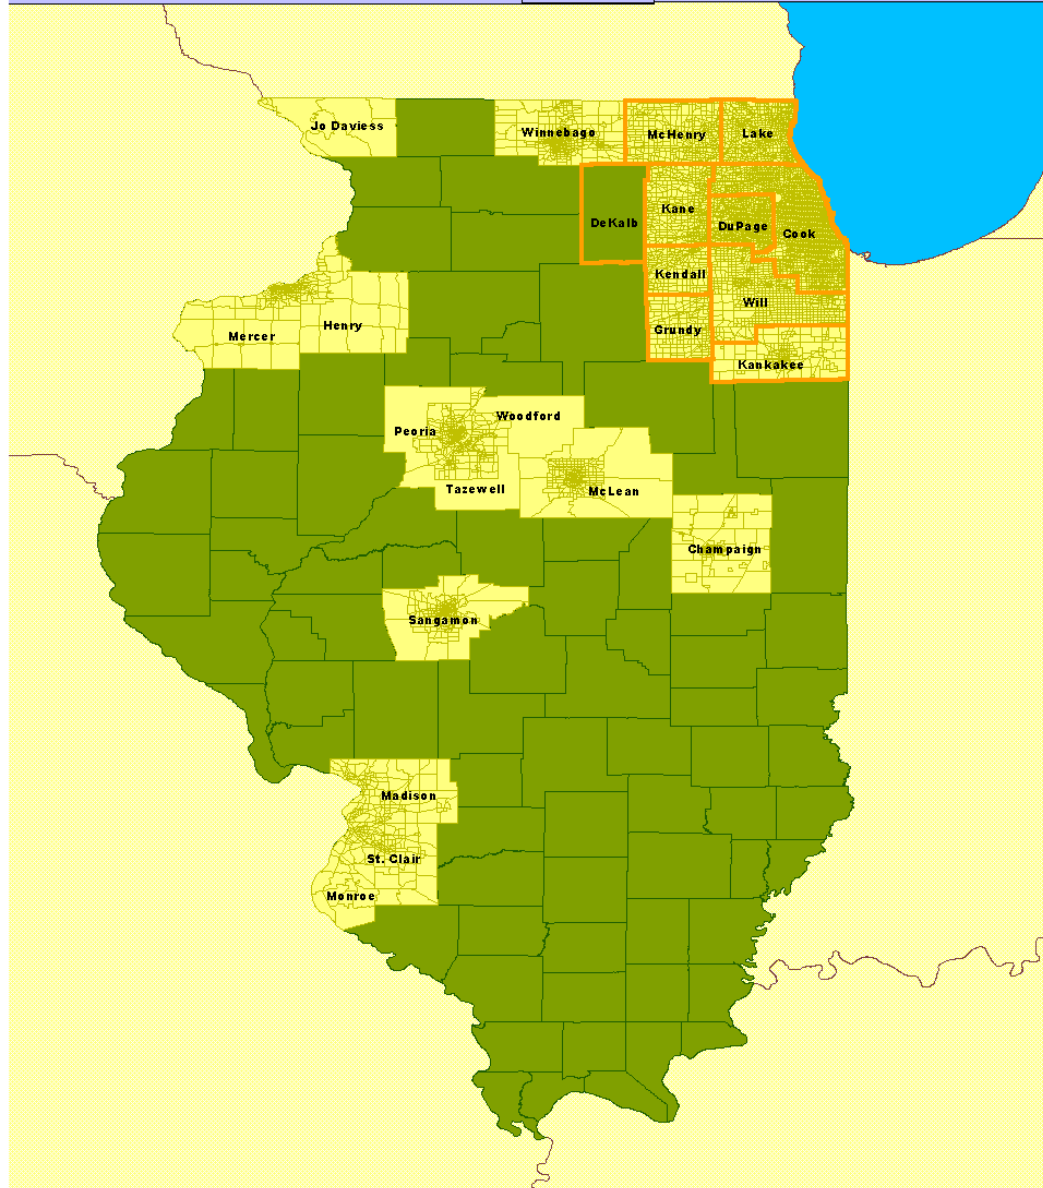 Jo Daviess
Winnebago
McHenry
Lake
Kane
DeKalb
DuPage
Cook
Kendall
Will
Henry
Mercer
Grundy
Kankakee
Woodford
Peoria
Tazewell
McLean
Champaign
Sangamon
Madison
St. Clair
Monroe